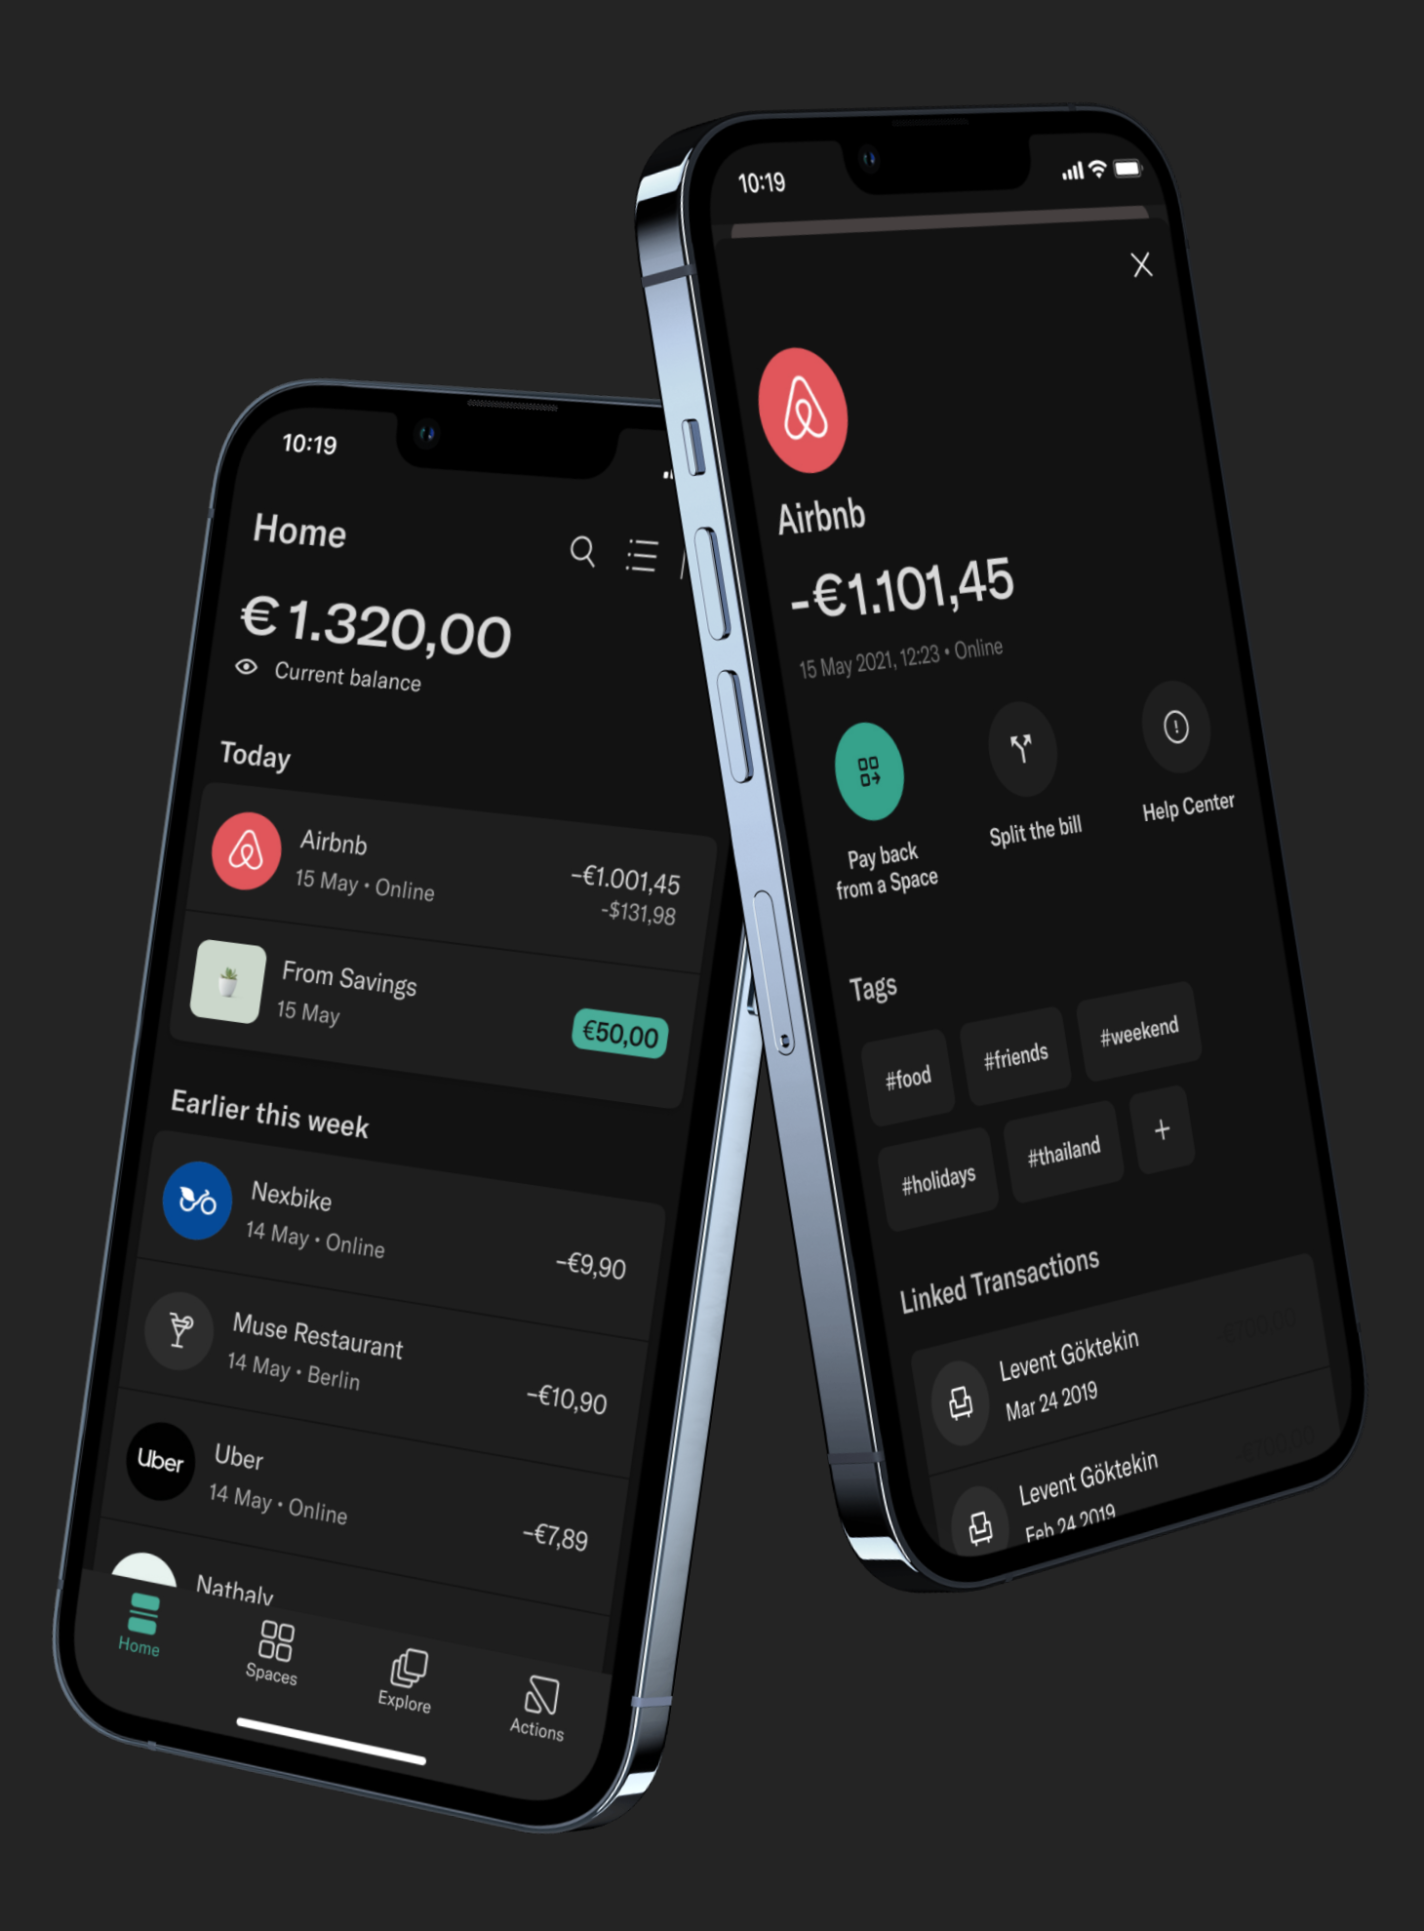 10:19
Home
€1.320,00
Current balance
Today
Airbnb
15 May • Online
-€1.001,45
-$131,98
From Savings
15 May
€50,00
Earlier this week
Nexbike
14 May • Online
-€9,90
Muse Restaurant
14 May • Berlin
-€10,90
Uber
Uber
14 May • Online
-€7,89
Nathaly
Home
Spaces
Explore
Actions
10:19
Airbnb
-€1.101,45
15 May 2021, 12:23 • Online
Pay back
from a Space
Split the bill
Help Center
Tags
#food
#friends
#weekend
#holidays
#thailand
+
Linked Transactions
Levent Göktekin
Mar 24 2019
Levent Göktekin
Feb 24 2019